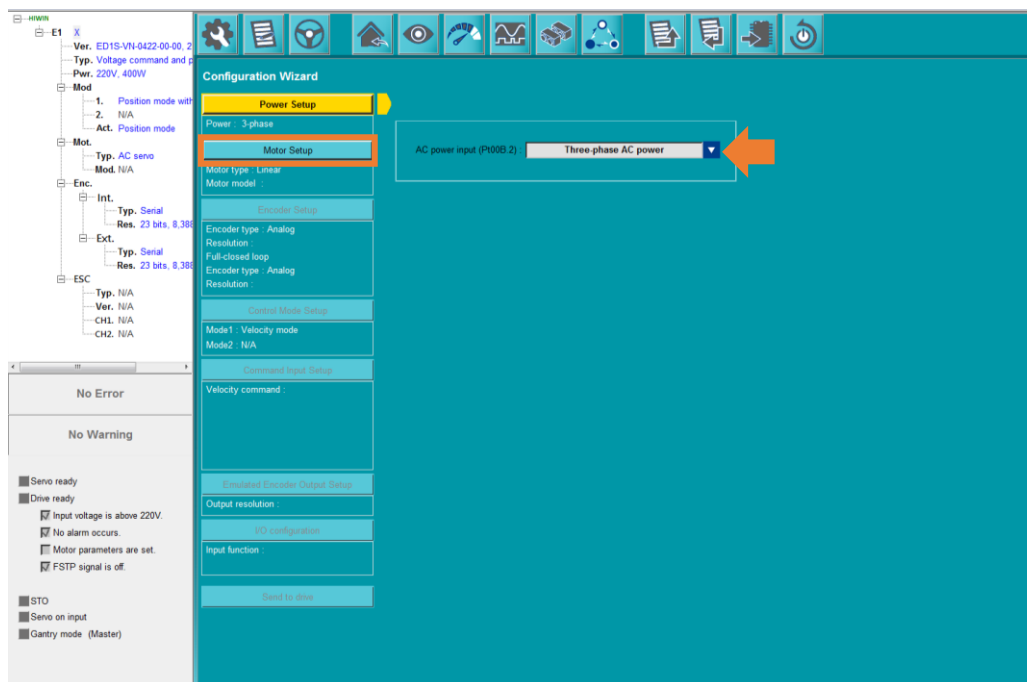 HIWIN
E1 X
Ver. ED1S-VN-0422-00-00, 2
Typ. Voltage command and p
Pwr. 220V, 400W
Mod
1. Position mode with
2. N/A
Act. Position mode
Mot.
Typ. AC servo
Mod. N/A
Enc.
Int.
Typ. Serial
Res. 23 bits, 8,388
Ext.
Typ. Serial
Res. 23 bits, 8,388
ESC
Typ. N/A
Ver. N/A
CH1. N/A
CH2. N/A
No Error
No Warning
Servo ready
Drive ready
Input voltage is above 220V.
No alarm occurs.
Motor parameters are set.
FSTP signal is off.
STO
Servo on input
Gantry mode (Master)
Configuration Wizard
Power Setup
Power : 3-phase
Motor Setup
Motor type : Linear
Motor model :
Encoder Setup
Encoder type : Analog
Resolution :
Full-closed loop
Encoder type : Analog
Resolution :
Control Mode Setup
Mode1 : Velocity mode
Mode2 : N/A
Command Input Setup
Velocity command :
Emulated Encoder Output Setup
Output resolution :
I/O configuration
Input function :
Send to drive
AC power input (Pt00B.2) : Three-phase AC power